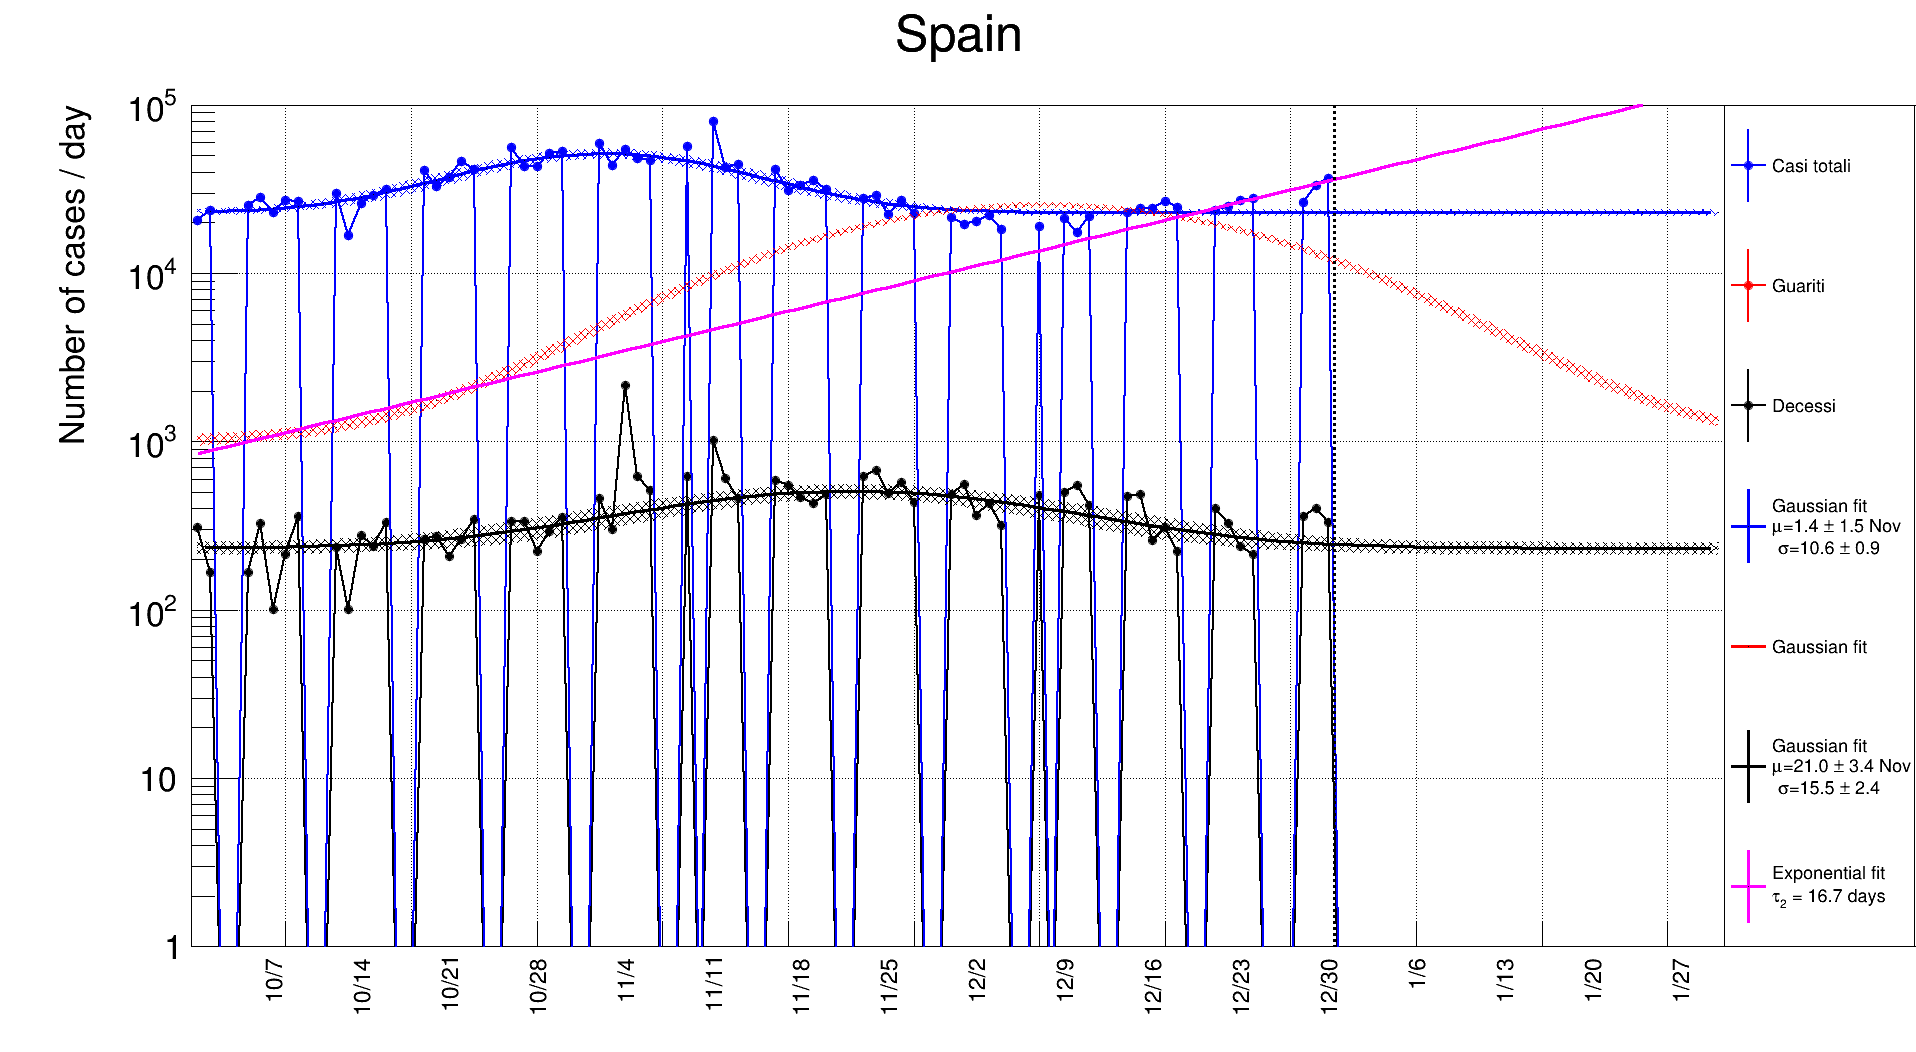 Spain
Number of cases / day
10^5
10^4
10^3
10^2
10
1
10/7
10/14
10/21
10/28
11/4
11/11
11/18
11/25
12/2
12/9
12/16
12/23
12/30
1/6
1/13
1/20
1/27
Casi totali
Guariti
Decessi
Gaussian fit
μ=1.4 ± 1.5 Nov
σ=10.6 ± 0.9
Gaussian fit
Gaussian fit
μ=21.0 ± 3.4 Nov
σ=15.5 ± 2.4
Exponential fit
τ₂ = 16.7 days